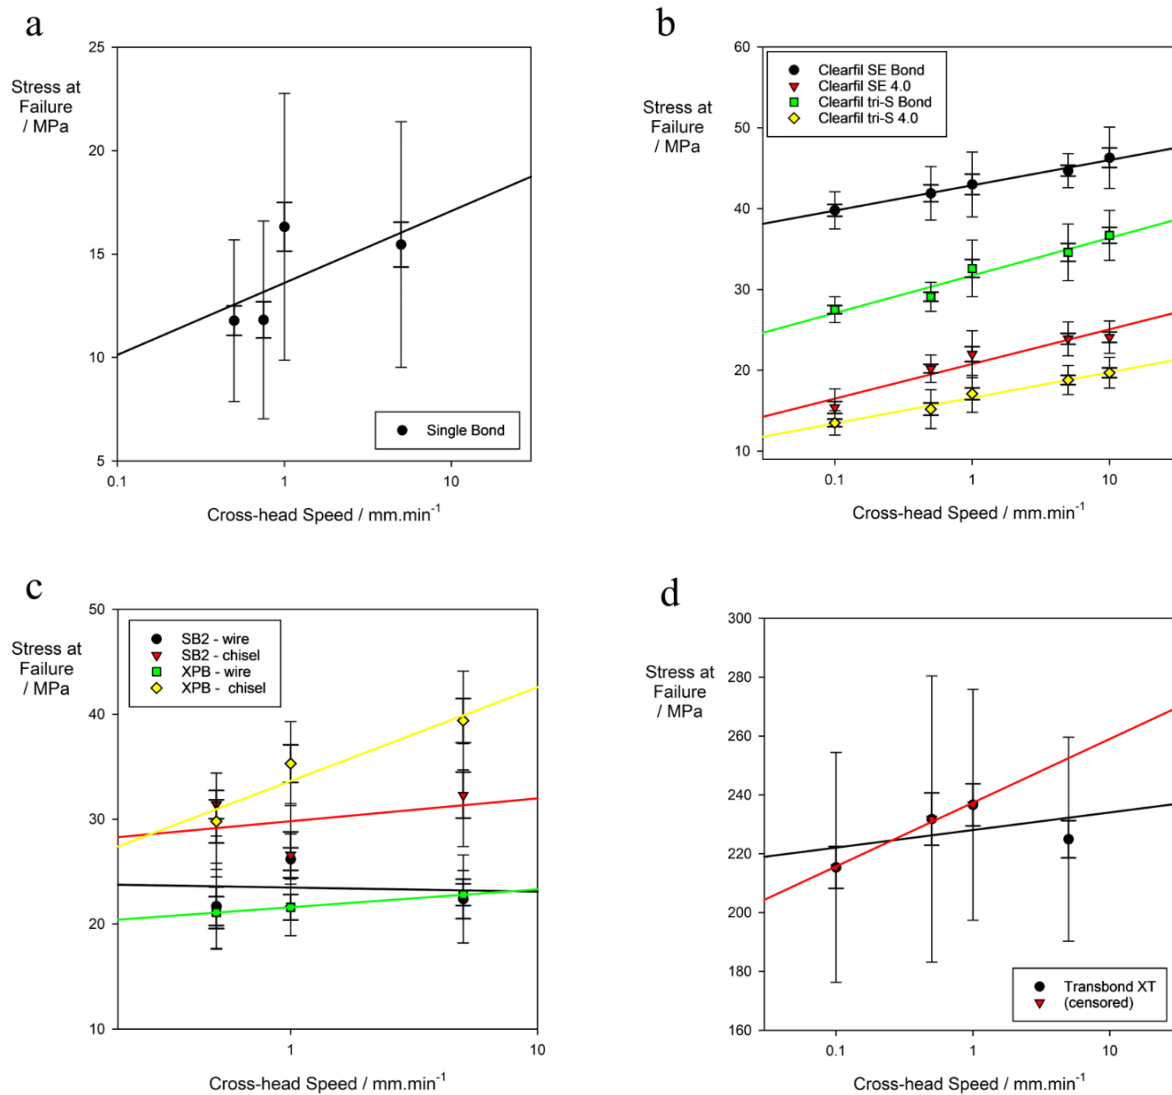 a
Stress at
Failure
/ MPa
25
20
15
10
5
Single Bond
0.1
1
10
Cross-head Speed / mm.min⁻¹
b
Stress at
Failure
/ MPa
60
50
40
30
20
10
Clearfil SE Bond
Clearfil SE 4.0
Clearfil tri-S Bond
Clearfil tri-S 4.0
0.1
1
10
Cross-head Speed / mm.min⁻¹
c
Stress at
Failure
/ MPa
50
40
30
20
10
SB2 - wire
SB2 - chisel
XPB - wire
XPB - chisel
1
10
Cross-head Speed / mm.min⁻¹
d
Stress at
Failure
/ MPa
300
280
260
240
220
200
180
160
Transbond XT
(censored)
0.1
1
10
Cross-head Speed / mm.min⁻¹